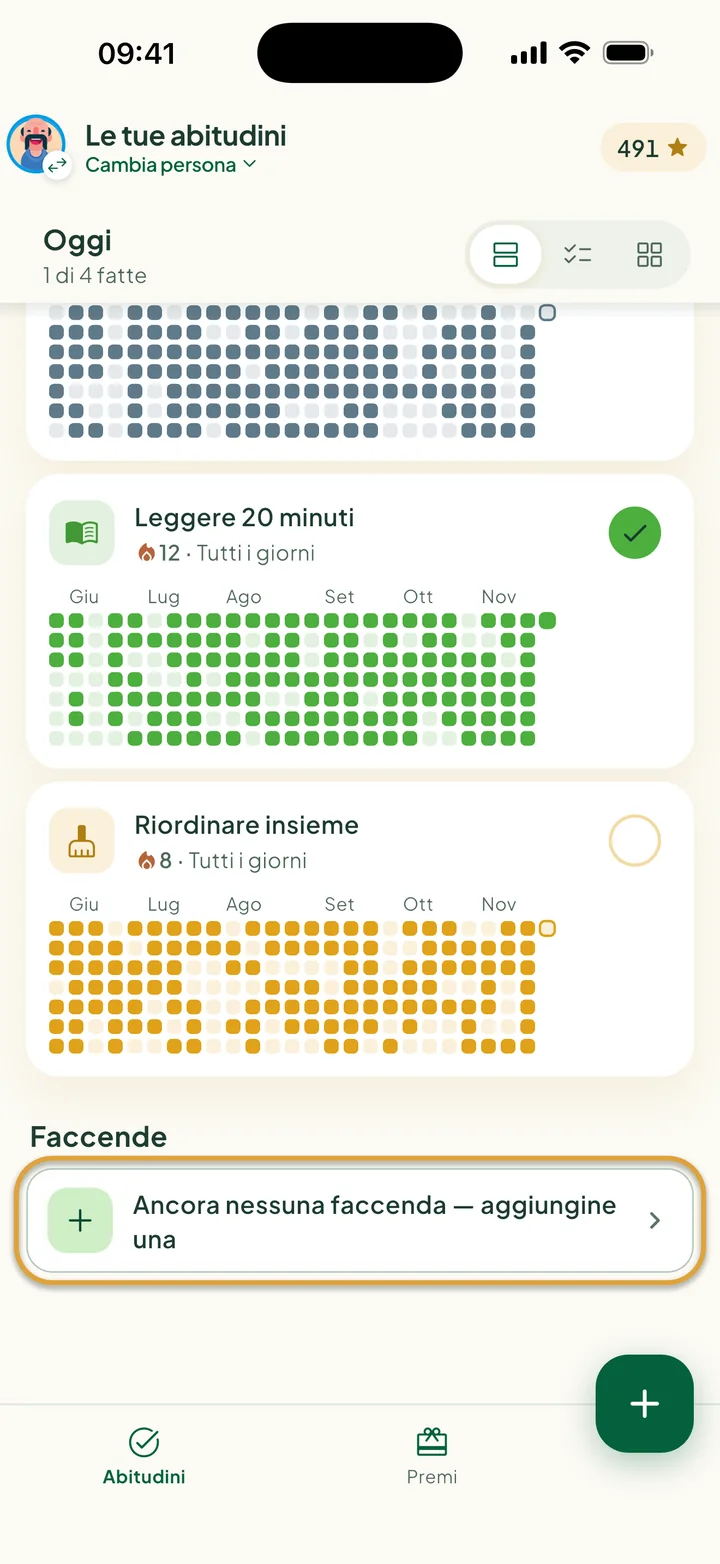 09:41
Le tue abitudini
Cambia persona
491
Oggi
1 di 4 fatte
Leggere 20 minuti
12 · Tutti i giorni
Giu Lug Ago Set Ott Nov
Riordinare insieme
8 · Tutti i giorni
Giu Lug Ago Set Ott Nov
Faccende
Ancora nessuna faccenda — aggiungine
una
Abitudini
Premi